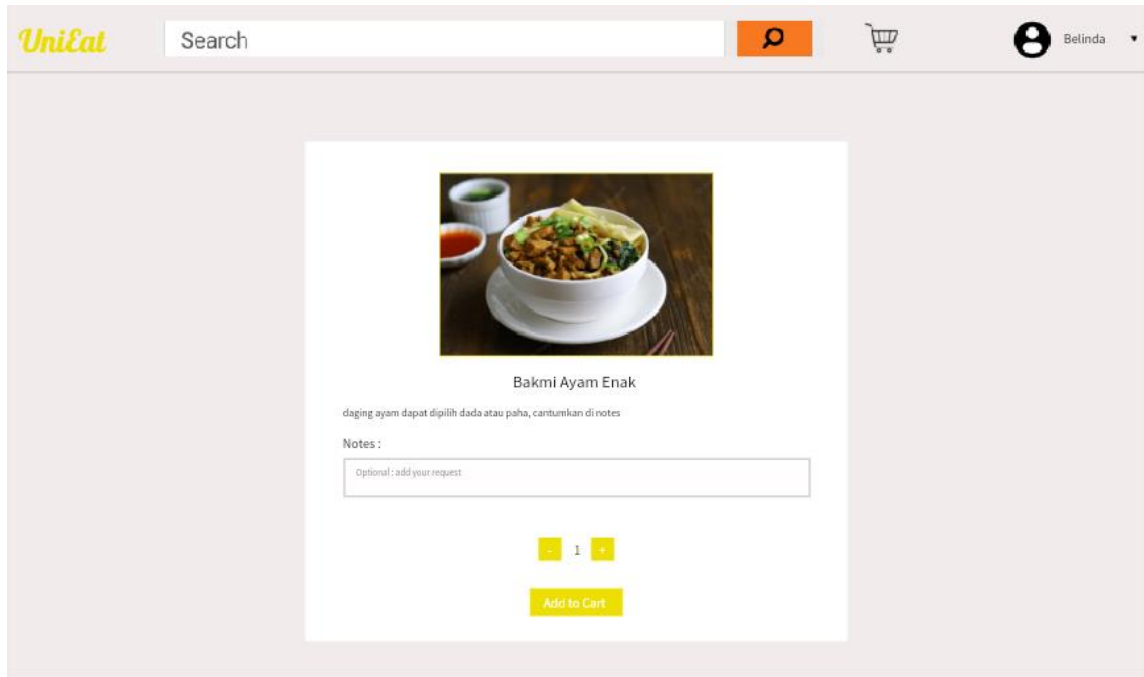 UniEat
Search
Belinda
Bakmi Ayam Enak
daging ayam dapat dipilih dada atau paha, cantumkan di notes
Notes :
Optional : add your request
- 1 +
Add to Cart